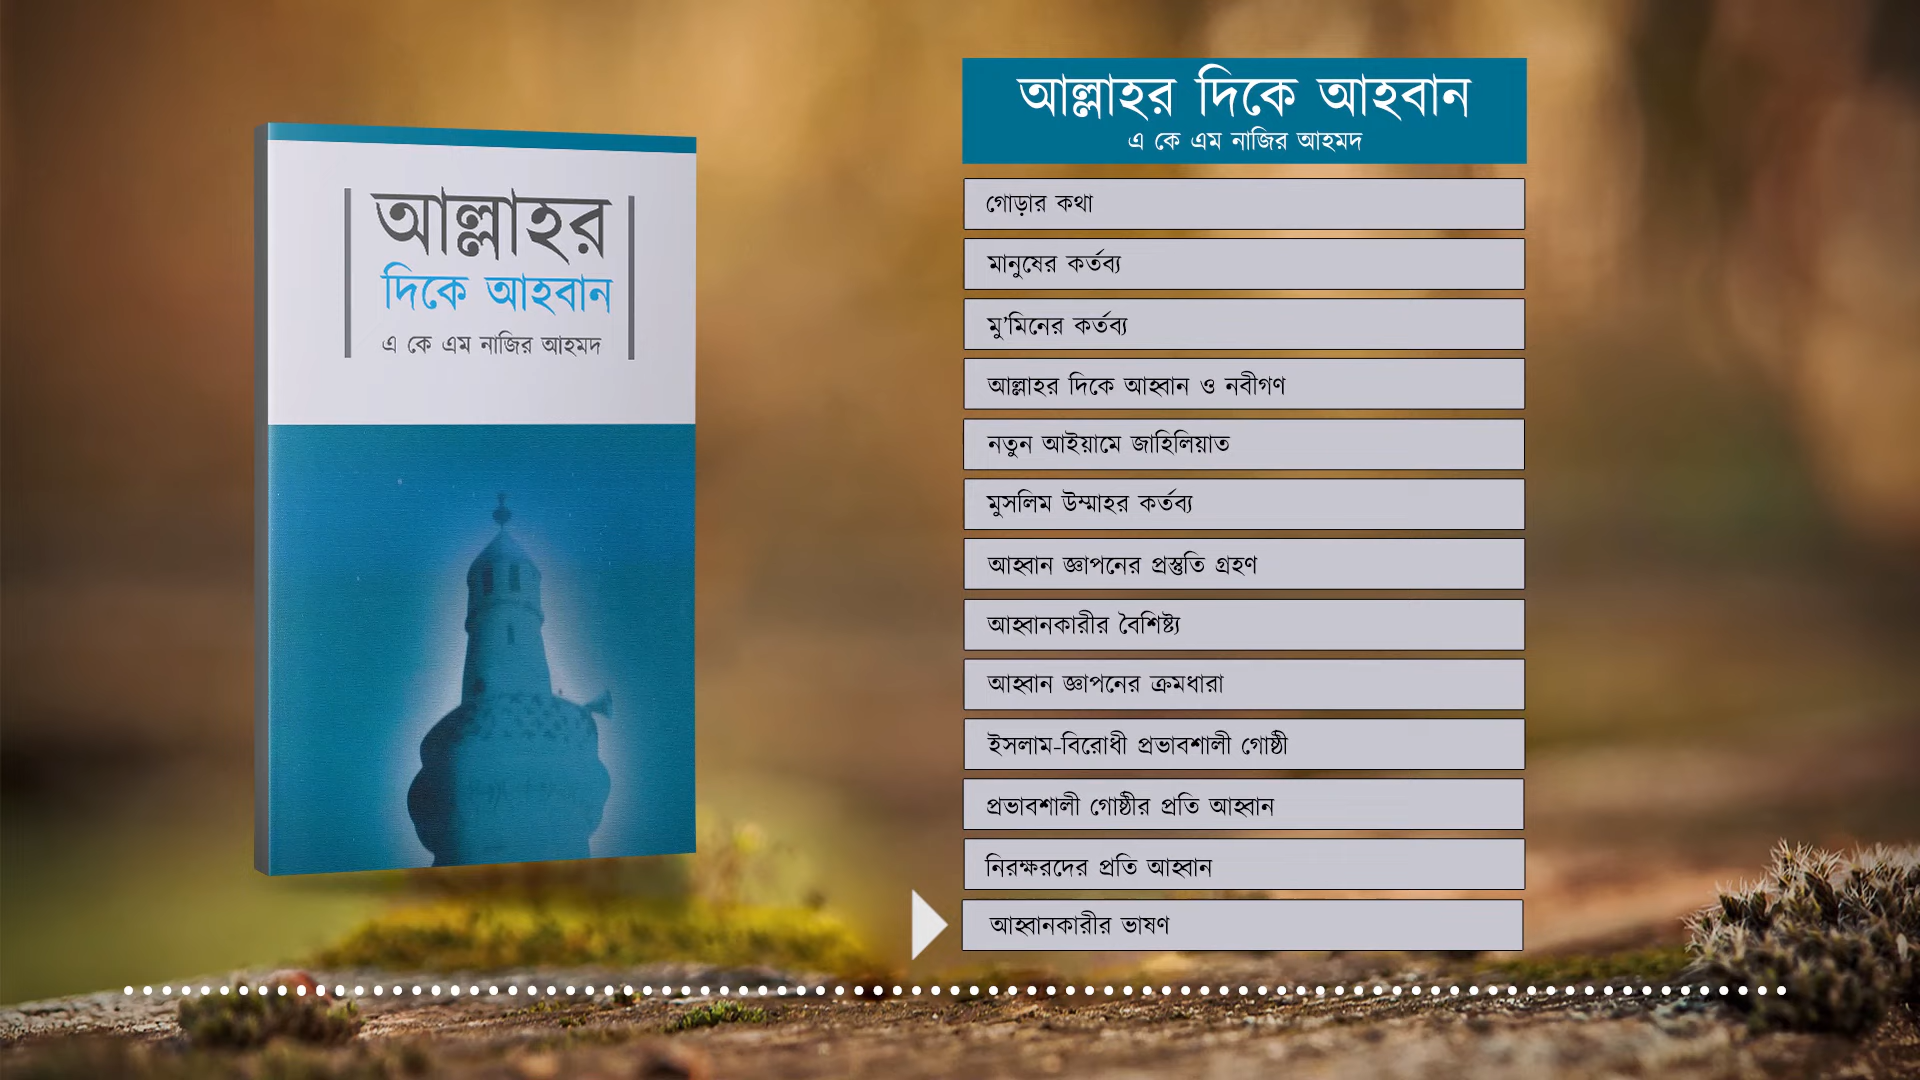 আল্লাহর
দিকে আহবান
এ কে এম নাজির আহমদ
আল্লাহর দিকে আহবান
এ কে এম নাজির আহমদ
গোড়ার কথা
মানুষের কর্তব্য
মু’মিনের কর্তব্য
আল্লাহর দিকে আহ্বান ও নবীগণ
নতুন আইয়ামে জাহিলিয়াত
মুসলিম উম্মাহর কর্তব্য
আহ্বান জ্ঞাপনের প্রস্তুতি গ্রহণ
আহ্বানকারীর বৈশিষ্ট্য
আহ্বান জ্ঞাপনের ক্রমধারা
ইসলাম-বিরোধী প্রভাবশালী গোষ্ঠী
প্রভাবশালী গোষ্ঠীর প্রতি আহ্বান
নিরক্ষরদের প্রতি আহ্বান
আহ্বানকারীর ভাষণ